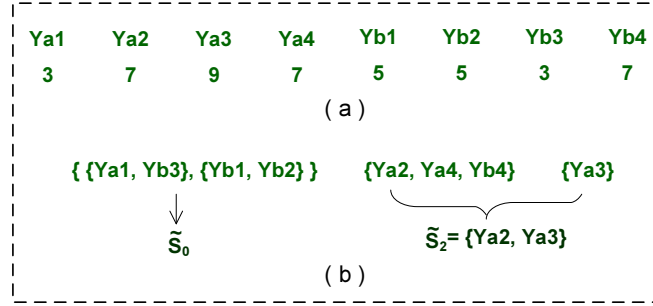 Ya1 Ya2 Ya3 Ya4 Yb1 Yb2 Yb3 Yb4
3 7 9 7 5 5 3 7
( a )
{ {Ya1, Yb3}, {Yb1, Yb2} } {Ya2, Ya4, Yb4} {Ya3}
S̃₀ S̃₂= {Ya2, Ya3}
( b )